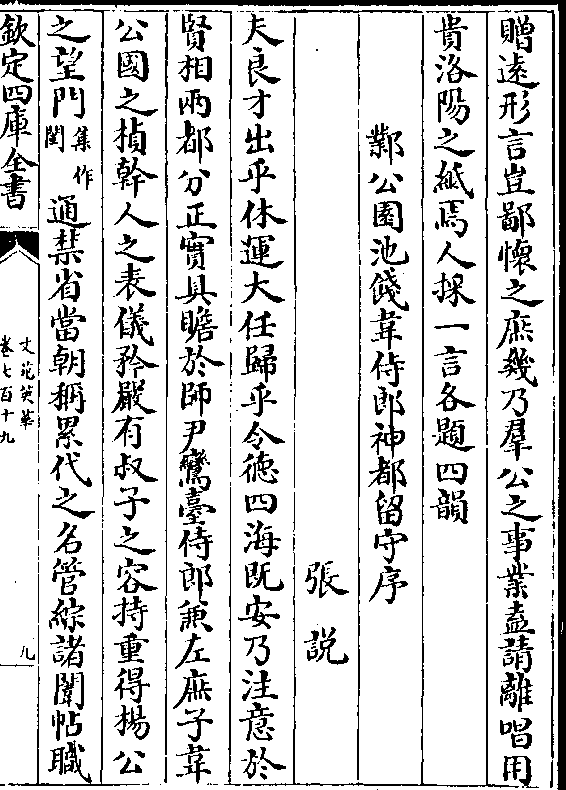 贈逺形言豈鄙懷之庶幾乃羣公之事業盍請離唱用
貴洛陽之紙焉人探一言各題四韻
鄴公園池餞韋侍郎神都留守序
張説
夫良才出乎休運大任歸乎令徳四海既安乃注意於
賢相兩都分正實具瞻於師尹鸞臺侍郎兼左庶子韋
公國之楨幹人之表儀矜嚴有叔子之容持重得揚公
之望門集作閨通禁省當朝稱累代之名管綜諸闈帖職
欽定四庫全書
文苑英華
卷七百十九
九